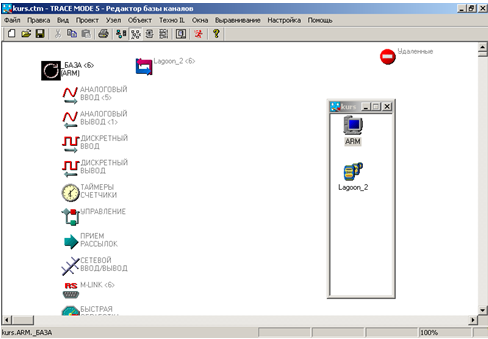 kurs.ctm - TRACE MODE 5 - Редактор базы каналов
Файл Правка Вид Проект Узел Объект Техно IL Окна Выравнивание Настройка Помощь
_БАЗА <6>
(ARM)
Lagoon_2 <6>
Удаленные
АНАЛОГОВЫЙ
ВВОД <5>
АНАЛОГОВЫЙ
ВЫВОД <1>
ДИСКРЕТНЫЙ
ВВОД
ДИСКРЕТНЫЙ
ВЫВОД
ТАЙМЕРЫ
СЧЕТЧИКИ
УПРАВЛЕНИЕ
ПРИЕМ
РАССЫЛОК
СЕТЕВОЙ
ВВОД/ВЫВОД
RS
M-LINK <6>
БЫСТРАЯ
kurs.
ARM
Lagoon_2
kurs.ARM._БАЗА
100%